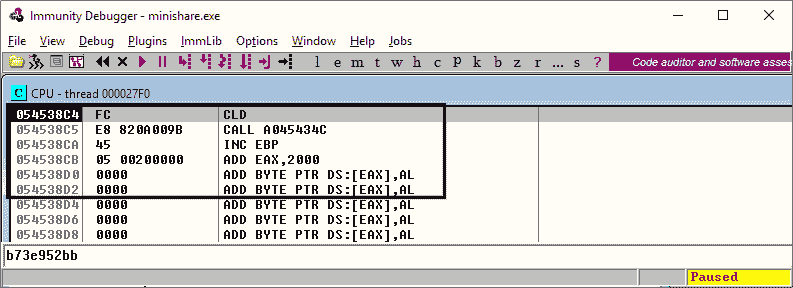 Immunity Debugger - minishare.exe
File View Debug Plugins ImmLib Options Window Help Jobs
l e m t w h c p k b z r ... s ? Code auditor and software asses
C CPU - thread 000027F0
054538C4 FC CLD
054538C5 E8 820A009B CALL A045434C
054538CA 45 INC EBP
054538CB 05 00200000 ADD EAX,2000
054538D0 0000 ADD BYTE PTR DS:[EAX],AL
054538D2 0000 ADD BYTE PTR DS:[EAX],AL
054538D4 0000 ADD BYTE PTR DS:[EAX],AL
054538D6 0000 ADD BYTE PTR DS:[EAX],AL
054538D8 0000 ADD BYTE PTR DS:[EAX],AL
b73e952bb
Paused